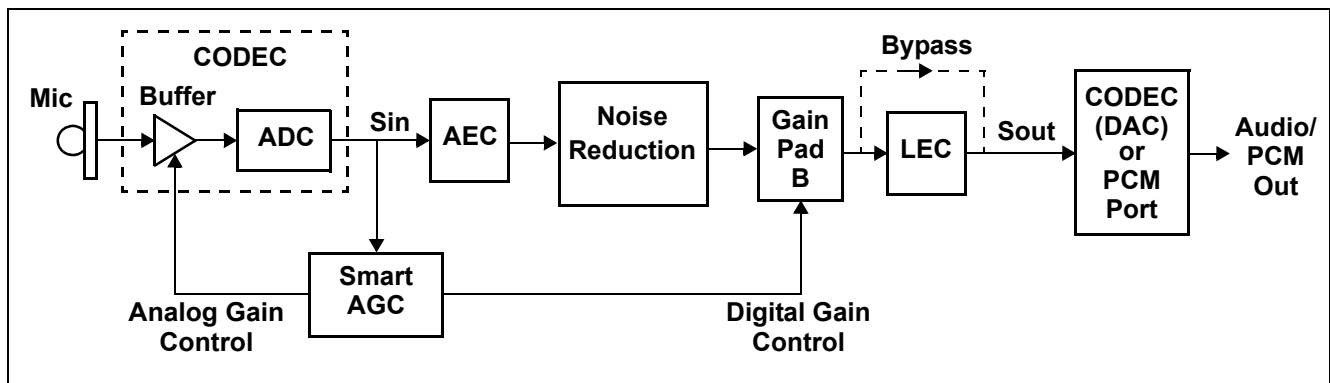 CODEC
Mic
Buffer
ADC
Sin
AEC
Noise
Reduction
Gain
Pad
B
Bypass
LEC
Sout
CODEC
(DAC)
or
PCM
Port
Audio/
PCM
Out
Smart
AGC
Analog Gain
Control
Digital Gain
Control